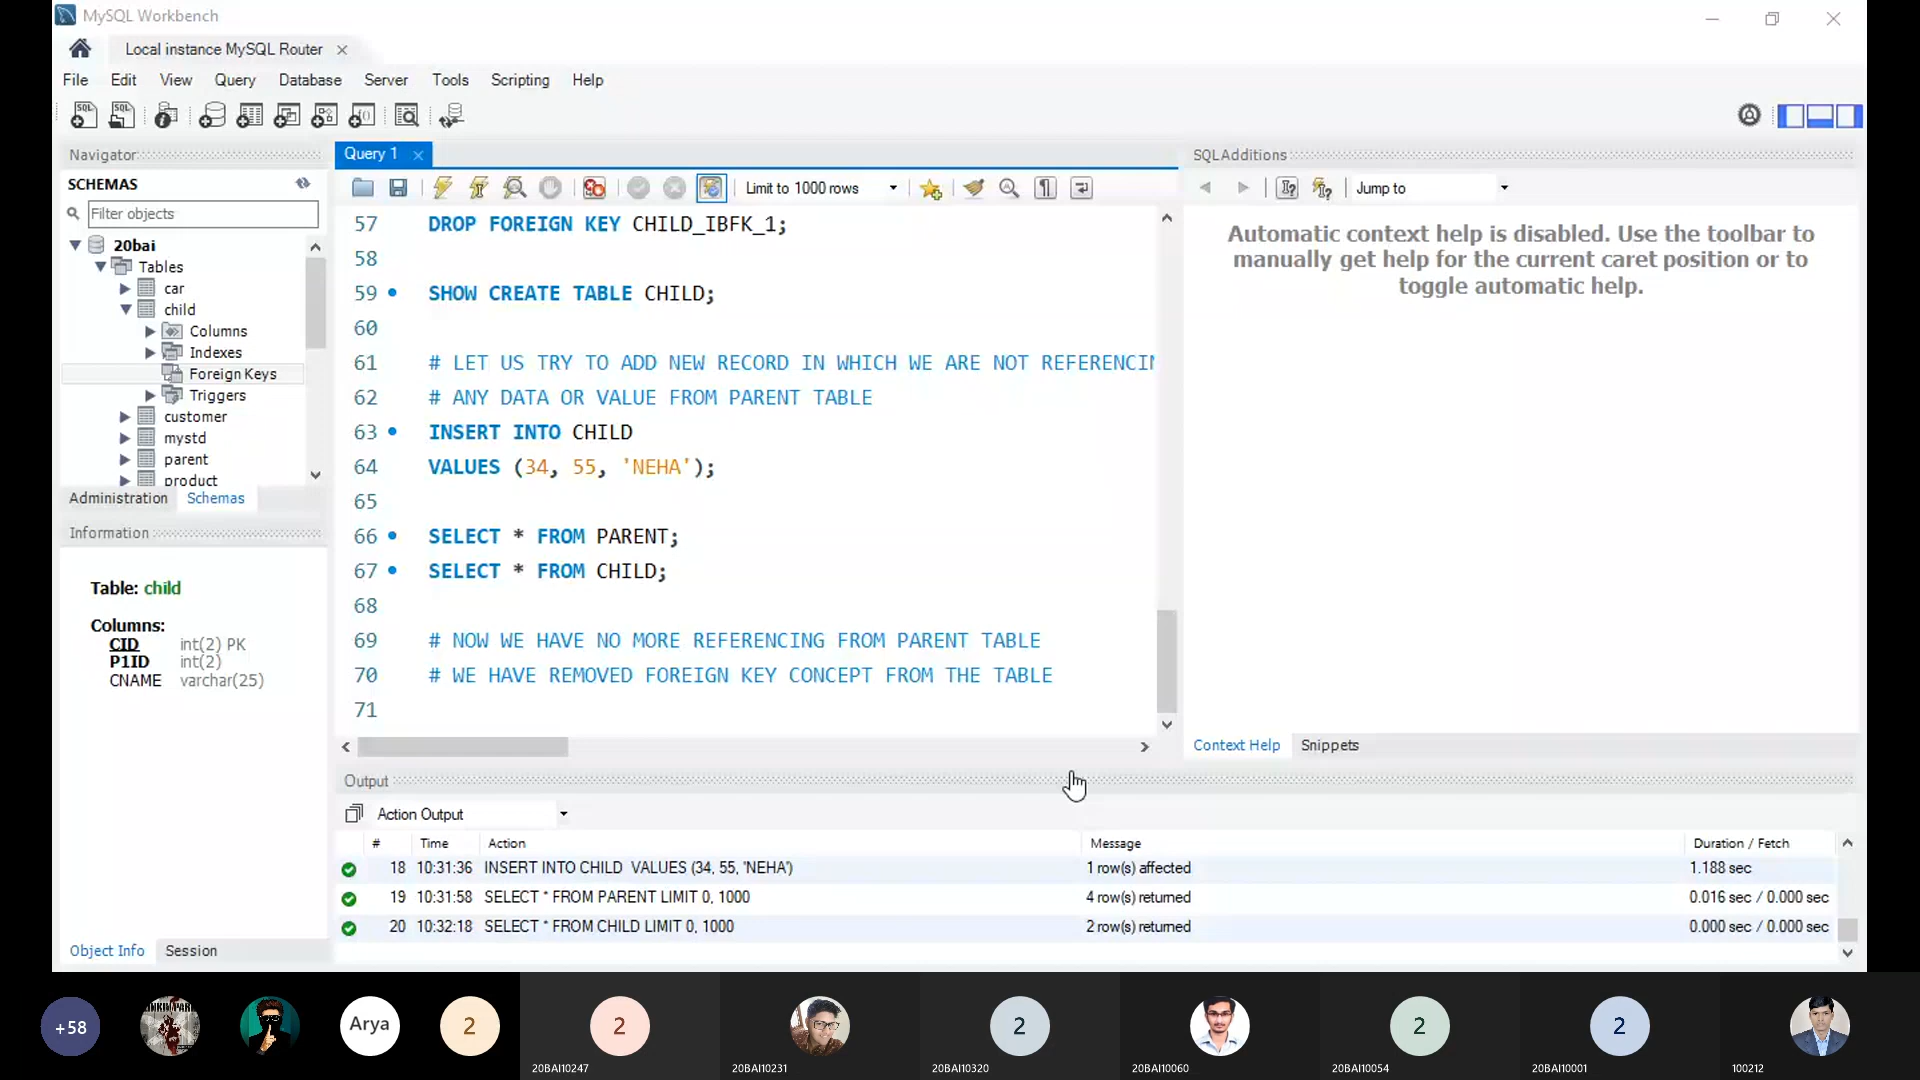 MySQL Workbench
Local instance MySQL Router
File Edit View Query Database Server Tools Scripting Help
Navigator
SCHEMAS
Filter objects
20bai
Tables
car
child
Columns
Indexes
Foreign Keys
Triggers
customer
mystd
parent
product
Administration Schemas
Information
Table: child
Columns:
CID int(2) PK
P1ID int(2)
CNAME varchar(25)
Object Info Session
Query 1
Limit to 1000 rows
57 DROP FOREIGN KEY CHILD_IBFK_1;
58
59 SHOW CREATE TABLE CHILD;
60
61 # LET US TRY TO ADD NEW RECORD IN WHICH WE ARE NOT REFERENCIN
62 # ANY DATA OR VALUE FROM PARENT TABLE
63 INSERT INTO CHILD
64 VALUES (34, 55, 'NEHA');
65
66 SELECT * FROM PARENT;
67 SELECT * FROM CHILD;
68
69 # NOW WE HAVE NO MORE REFERENCING FROM PARENT TABLE
70 # WE HAVE REMOVED FOREIGN KEY CONCEPT FROM THE TABLE
71
SQLAdditions
Jump to
Automatic context help is disabled. Use the toolbar to
manually get help for the current caret position or to
toggle automatic help.
Context Help Snippets
Output
Action Output
# Time Action Message Duration / Fetch
18 10:31:36 INSERT INTO CHILD VALUES (34, 55, 'NEHA') 1 row(s) affected 1.188 sec
19 10:31:58 SELECT * FROM PARENT LIMIT 0, 1000 4 row(s) returned 0.016 sec / 0.000 sec
20 10:32:18 SELECT * FROM CHILD LIMIT 0, 1000 2 row(s) returned 0.000 sec / 0.000 sec
+58 Arya 2 2 2 2 2
20BAI10247 20BAI10231 20BAI10320 20BAI10060 20BAI10054 20BAI10001 100212